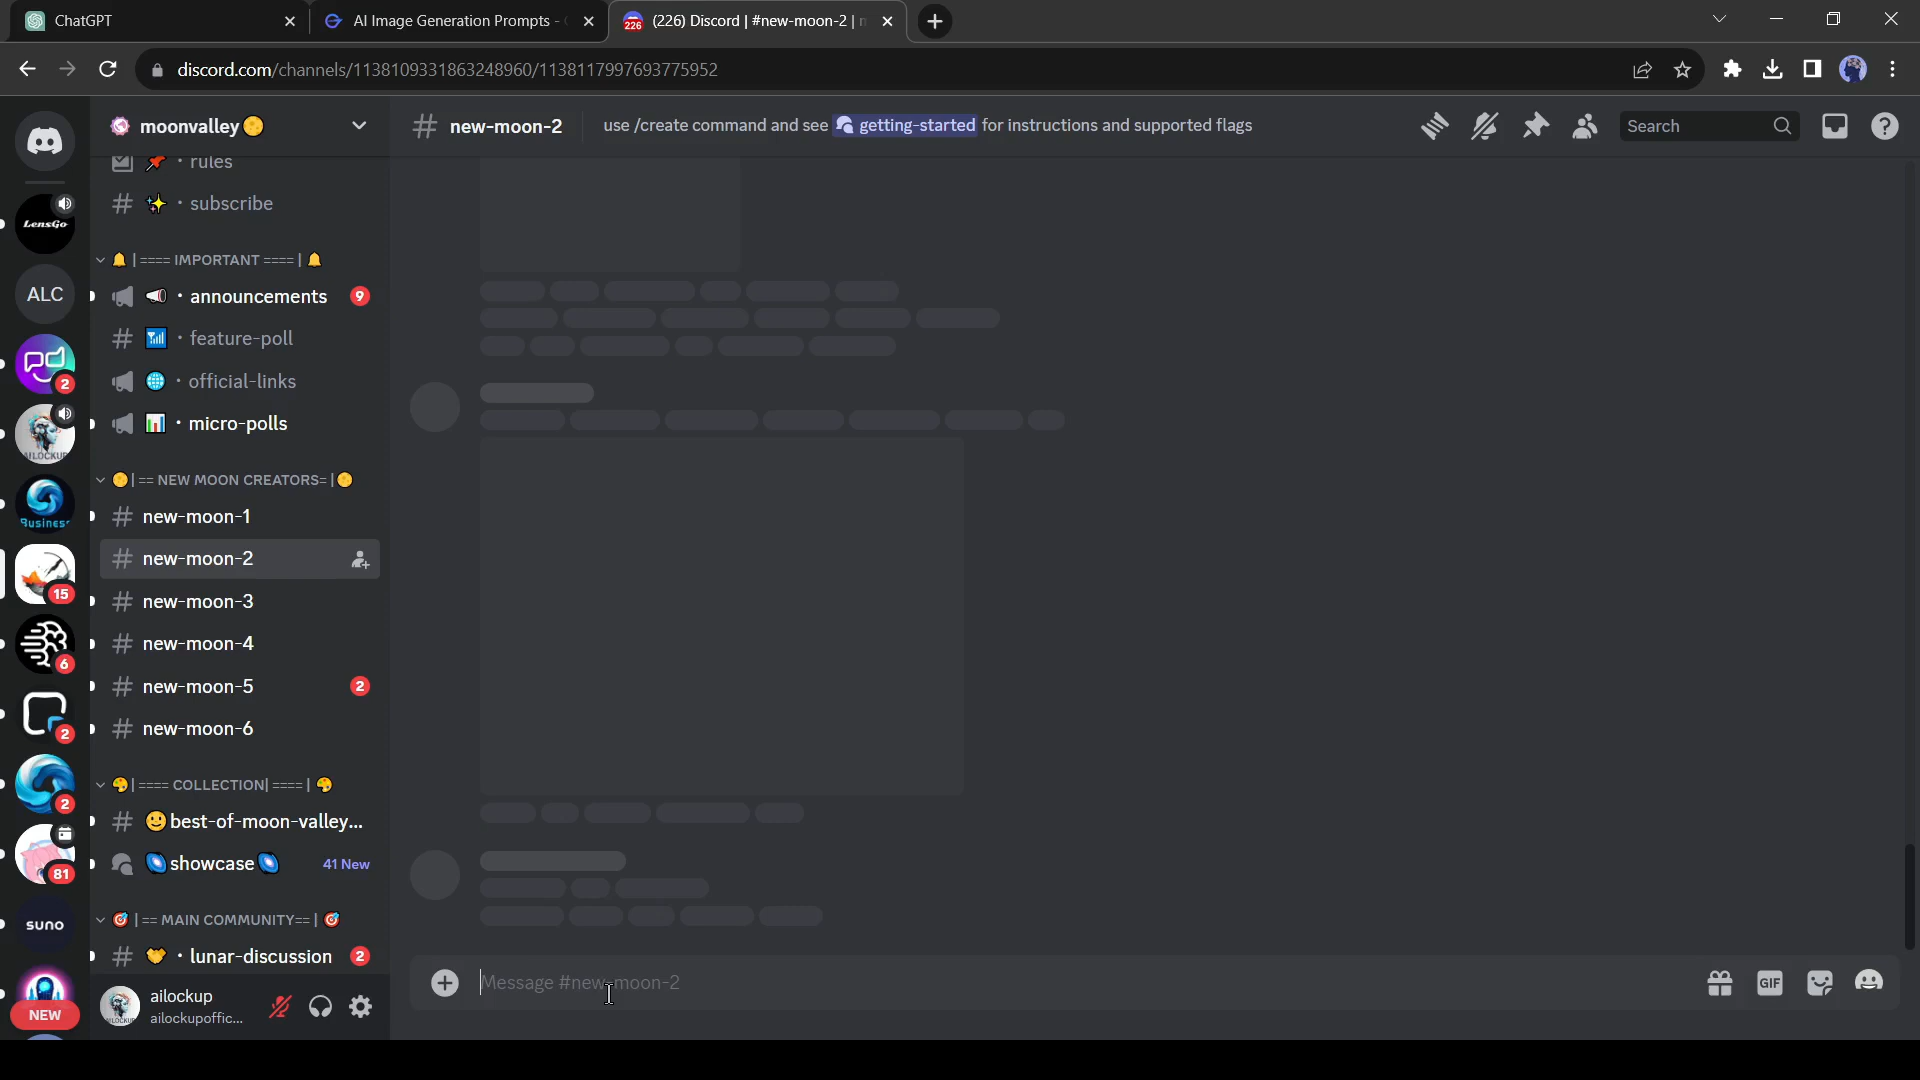 ChatGPT
AI Image Generation Prompts -
(226) Discord | #new-moon-2 |
discord.com/channels/1138109331863248960/1138117997693775952
moonvalley
new-moon-2
use /create command and see getting-started for instructions and supported flags
Search
rules
subscribe
LensGo
| ==== IMPORTANT ==== |
ALC
announcements
9
feature-poll
2
official-links
micro-polls
AILOCKUP
| == NEW MOON CREATORS= |
new-moon-1
Business
new-moon-2
15
new-moon-3
new-moon-4
6
new-moon-5
2
new-moon-6
2
| ==== COLLECTION| ==== |
2
best-of-moon-valley...
showcase
41 New
81
| == MAIN COMMUNITY== |
SUNO
lunar-discussion
2
Message #new-moon-2
GIF
ailockup
ailockupoffic...
NEW